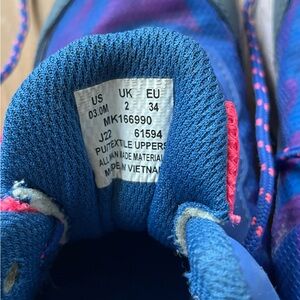 US UK EU
03.0M 2 34
MK166990
J22 61594
PU/TEXTILE UPPERS
ALL MAN MADE MATERIAL
MADE IN VIETNAM